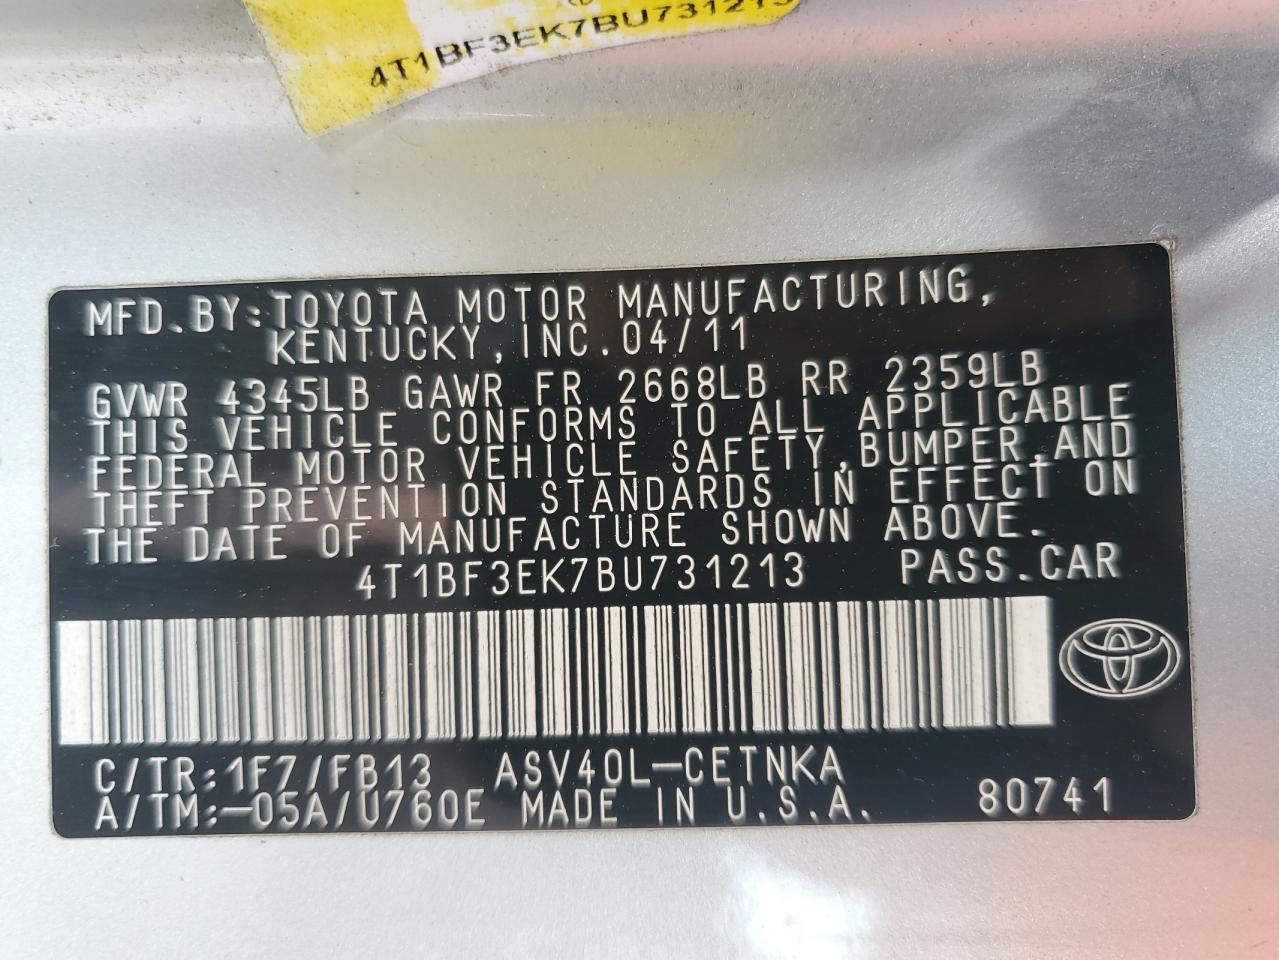 4T1BF3EK7BU731213
MFD.BY:TOYOTA MOTOR MANUFACTURING,
KENTUCKY,INC.04/11
GVWR 4345LB GAWR FR 2668LB RR 2359LB
THIS VEHICLE CONFORMS TO ALL APPLICABLE
FEDERAL MOTOR VEHICLE SAFETY,BUMPER,AND
THEFT PREVENTION STANDARDS IN EFFECT ON
THE DATE OF MANUFACTURE SHOWN ABOVE.
4T1BF3EK7BU731213 PASS.CAR
C/TR:1F7/FB13 ASV40L-CETNKA
A/TM:-05A/U760E MADE IN U.S.A. 80741